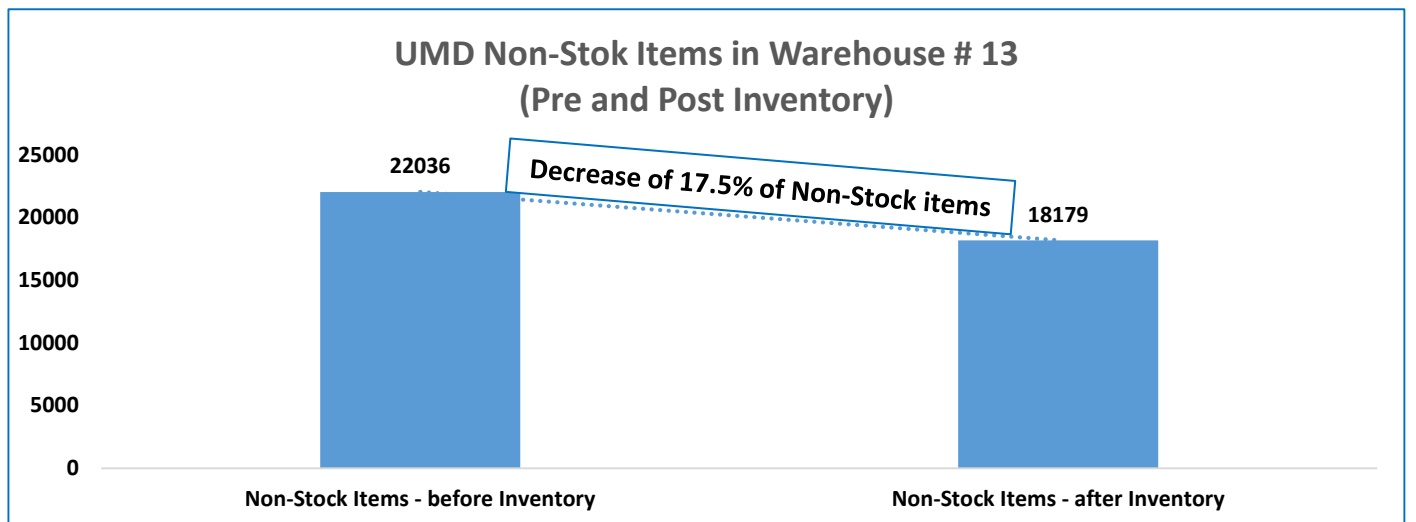 UMD Non-Stok Items in Warehouse # 13
(Pre and Post Inventory)
25000
20000
15000
10000
5000
0
22036
Decrease of 17.5% of Non-Stock items
18179
Non-Stock Items - before Inventory
Non-Stock Items - after Inventory